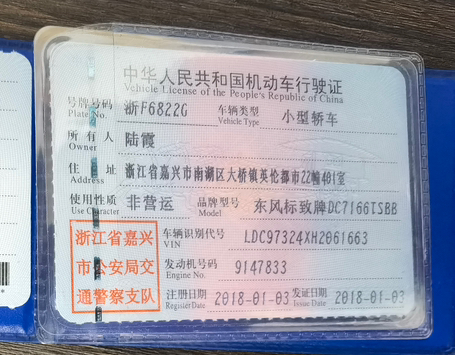 中华人民共和国机动车行驶证
Vehicle License of the People's Republic of China
号牌号码 浙F6822G 车辆类型 小型轿车
Plate No. Vehicle Type
所有人 陆霞
Owner
住址 浙江省嘉兴市南湖区大桥镇英伦都市22幢401室
Address
使用性质 非营运 品牌型号 东风标致牌DC7166TSBB
Use Character Model
浙江省嘉兴 车辆识别代号 LDC97324XH2061663
VIN
市公安局交 发动机号码 9147833
Engine No.
通警察支队 注册日期 2018-01-03 发证日期 2018-01-03
Register Date Issue Date